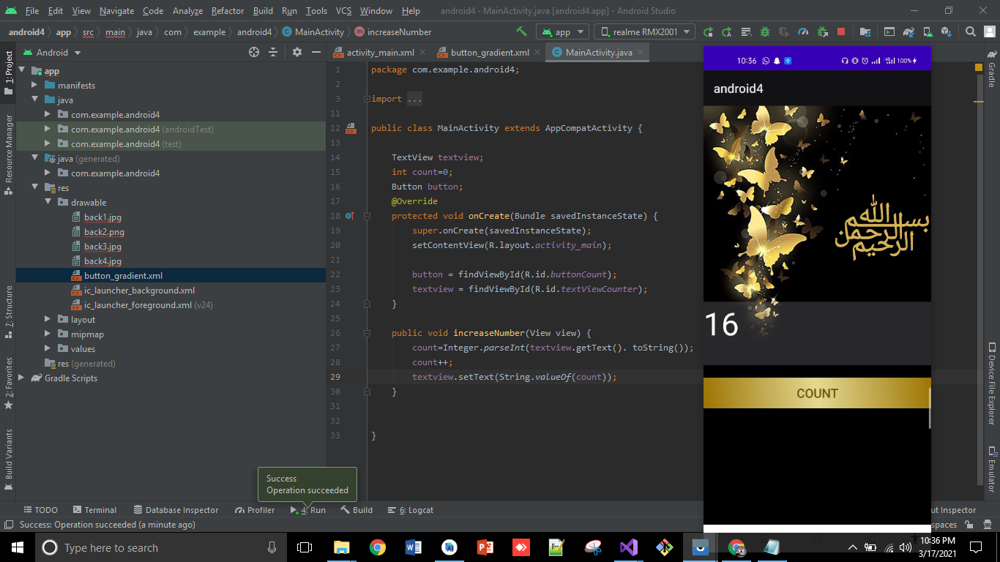 File Edit View Navigate Code Analyze Refactor Build Run Tools VCS Window Help android4 - MainActivity.java [android4.app] - Android Studio
android4 app src main java com example android4 MainActivity increaseNumber app realme RMX2001
Android activity_main.xml button_gradient.xml MainActivity.java
1: Project
Resource Manager
7: Structure
2: Favorites
Build Variants
app
manifests
java
com.example.android4
com.example.android4 (androidTest)
com.example.android4 (test)
java (generated)
com.example.android4
res
drawable
back1.jpg
back2.png
back3.jpg
back4.jpg
button_gradient.xml
ic_launcher_background.xml
ic_launcher_foreground.xml (v24)
layout
mipmap
values
res (generated)
Gradle Scripts
1 package com.example.android4;
2
3 import ...
11
12 public class MainActivity extends AppCompatActivity {
13
14 TextView textview;
15 int count=0;
16 Button button;
17 @Override
18 protected void onCreate(Bundle savedInstanceState) {
19 super.onCreate(savedInstanceState);
20 setContentView(R.layout.activity_main);
21
22 button = findViewById(R.id.buttonCount);
23 textview = findViewById(R.id.textViewCounter);
24 }
25
26 public void increaseNumber(View view) {
27 count=Integer.parseInt(textview.getText(). toString());
28 count++;
29 textview.setText(String.valueOf(count));
30 }
31
32
33 }
10:36 100%
android4
بسم الله الرحمن الرحيم
16
COUNT
Gradle
Device File Explorer
Emulator
Success
Operation succeeded
TODO Terminal Database Inspector Profiler 4: Run Build 6: Logcat ut Inspector
Success: Operation succeeded (a minute ago) spaces
Type here to search
10:36 PM
3/17/2021